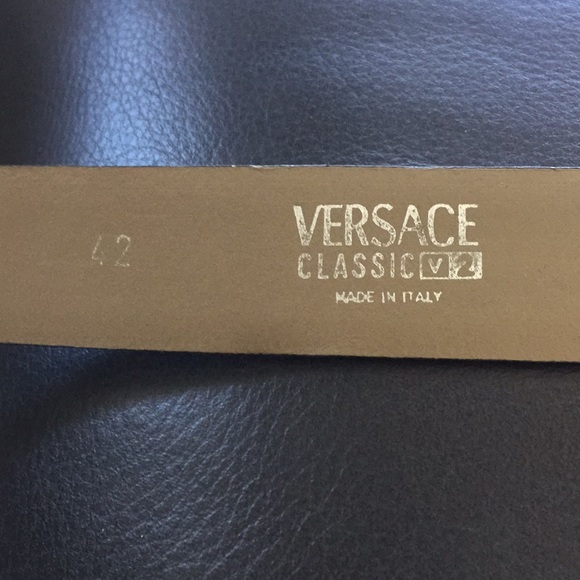 42
VERSACE
CLASSIC V2
MADE IN ITALY